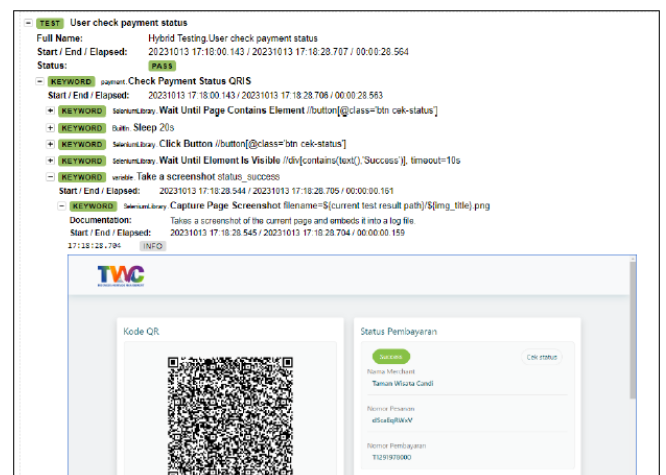 TEST User check payment status
Full Name: Hybrid Testing.User check payment status
Start / End / Elapsed: 20231013 17:18:00.143 / 20231013 17:18:28.707 / 00:00:28.564
Status: PASS
KEYWORD payment.Check Payment Status QRIS
Start / End / Elapsed: 20231013 17:18:00.143 / 20231013 17:18:28.706 / 00:00:28.563
KEYWORD SeleniumLibrary.Wait Until Page Contains Element //button[@class='btn cek-status']
KEYWORD BuiltIn.Sleep 20s
KEYWORD SeleniumLibrary.Click Button //button[@class='btn cek-status']
KEYWORD SeleniumLibrary.Wait Until Element Is Visible //div[contains(text(),'Success')], timeout=10s
KEYWORD variable.Take a screenshot status_success
Start / End / Elapsed: 20231013 17:18:28.544 / 20231013 17:18:28.705 / 00:00:00.161
KEYWORD SeleniumLibrary.Capture Page Screenshot filename=${current test result path}/${img_title}.png
Documentation: Takes a screenshot of the current page and embeds it into a log file.
Start / End / Elapsed: 20231013 17:18:28.545 / 20231013 17:18:28.704 / 00:00:00.159
17:18:28.704 INFO
TWC
Kode QR
Status Pembayaran
Success Cek status
Nama Merchant
Taman Wisata Candi
Nomor Pesanan
Nomor Pembayaran
TI291978000